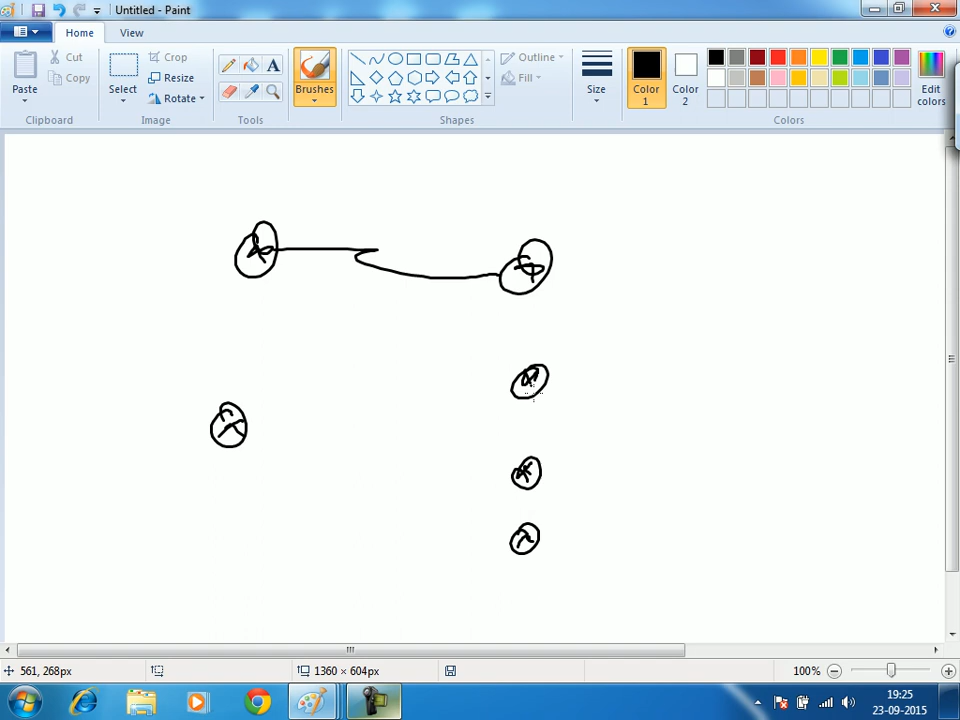 Untitled - Paint
Home
View
Paste
Cut
Copy
Clipboard
Select
Crop
Resize
Rotate
Image
A
Tools
Brushes
Shapes
Outline
Fill
Size
Color 1
Color 2
Edit colors
Colors
561, 268px
1360 × 604px
100%
19:25
23-09-2015